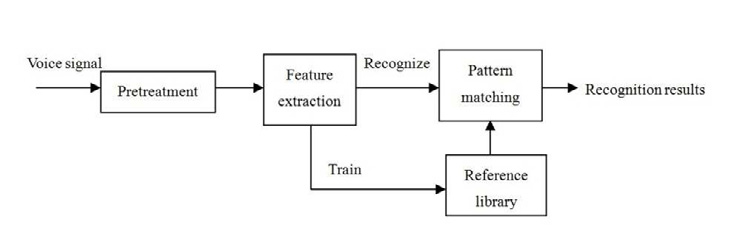 Voice signal
Pretreatment
Feature
extraction
Recognize
Pattern
matching
Recognition results
Train
Reference
library